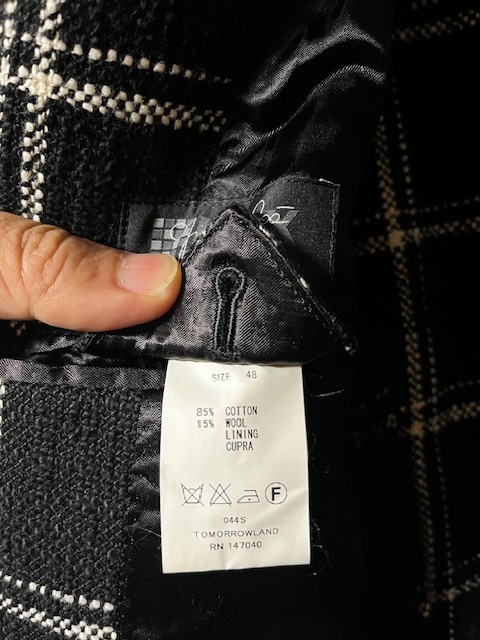 SIZE 48
85% COTTON
15% WOOL
LINING
CUPRA
F
044S
TOMORROWLAND
RN 147040